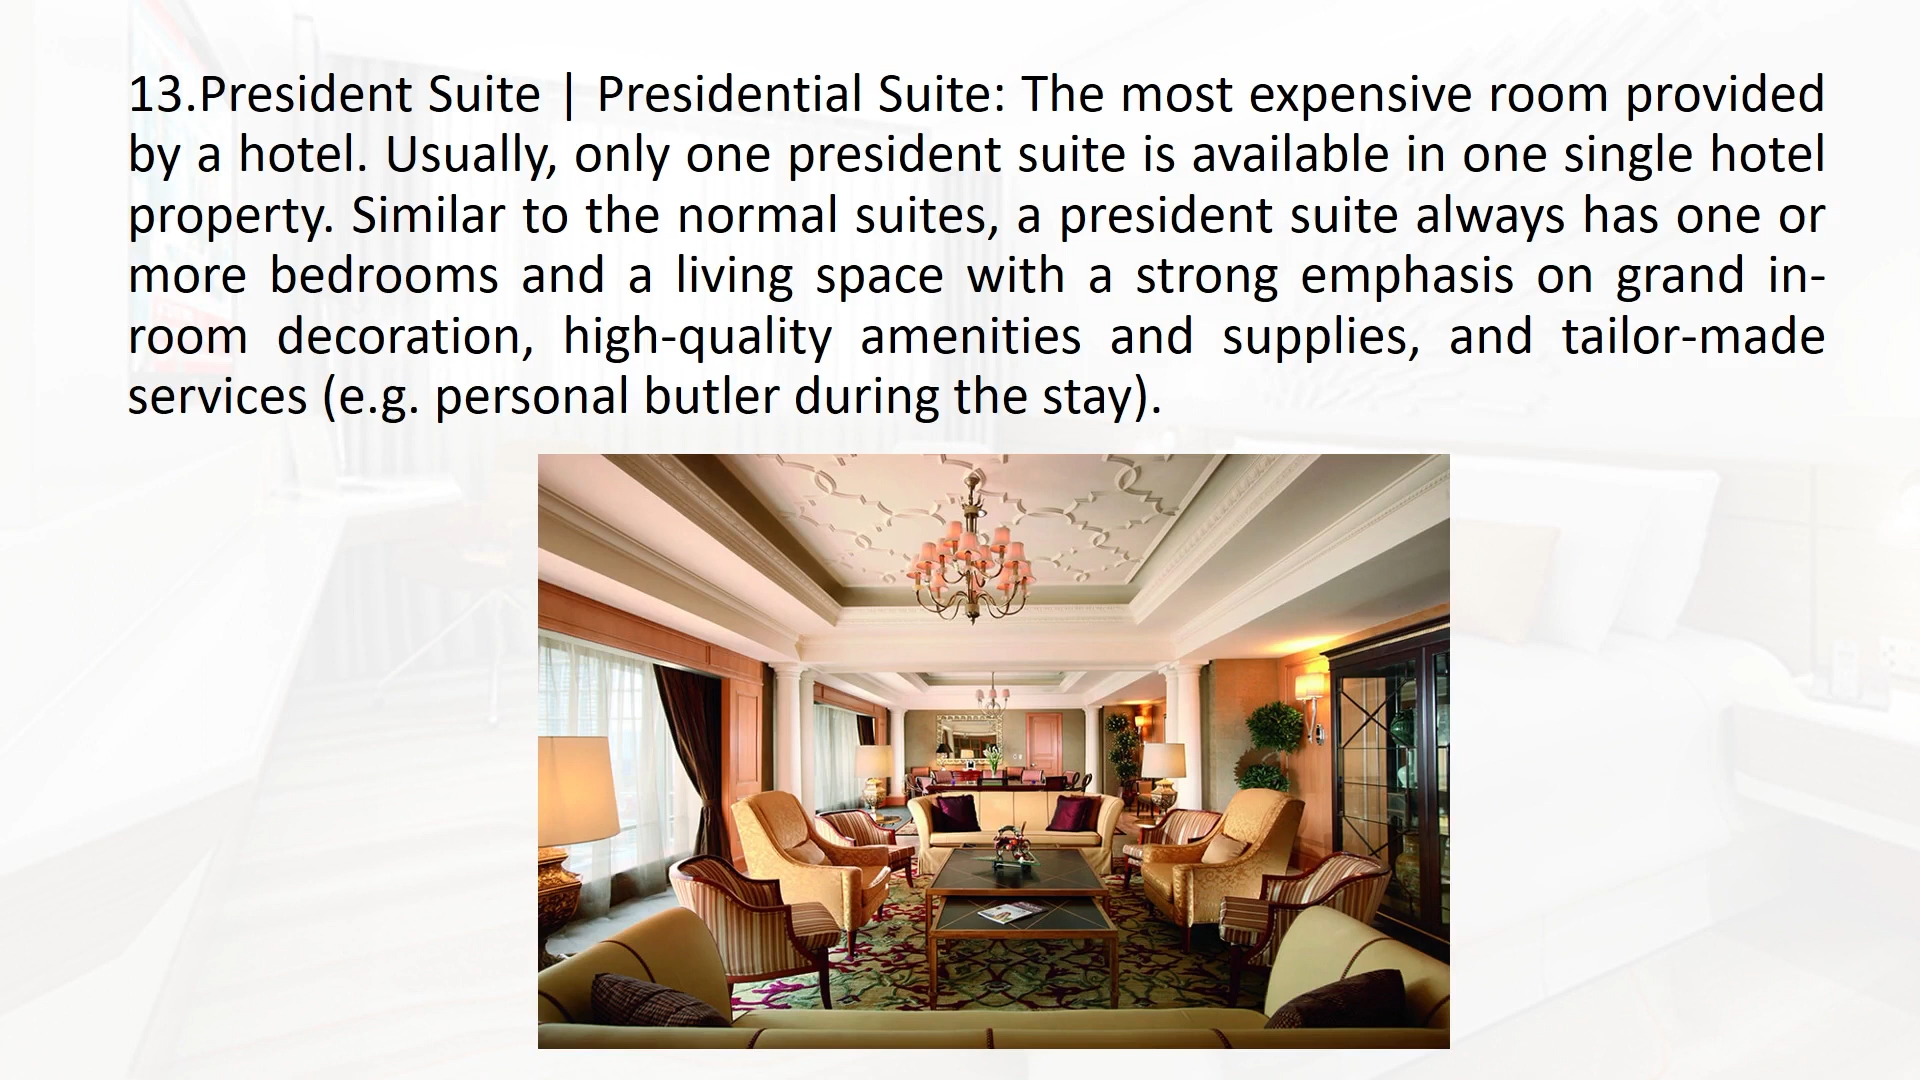 13.President Suite | Presidential Suite: The most expensive room provided
by a hotel. Usually, only one president suite is available in one single hotel
property. Similar to the normal suites, a president suite always has one or
more bedrooms and a living space with a strong emphasis on grand in-
room decoration, high-quality amenities and supplies, and tailor-made
services (e.g. personal butler during the stay).